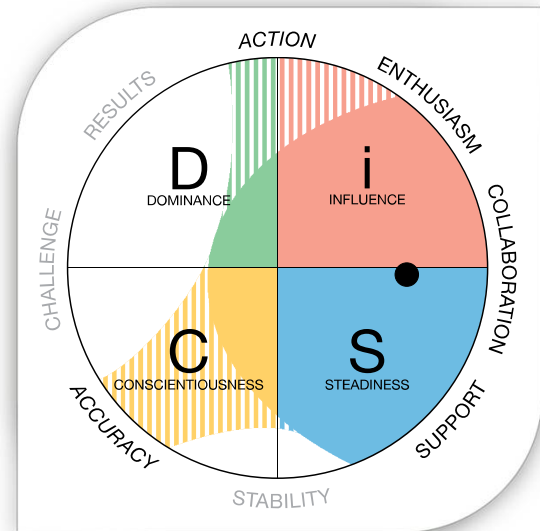 ACTION
ENTHUSIASM
COLLABORATION
SUPPORT
STABILITY
ACCURACY
CHALLENGE
RESULTS
D
DOMINANCE
i
INFLUENCE
C
CONSCIENTIOUSNESS
S
STEADINESS